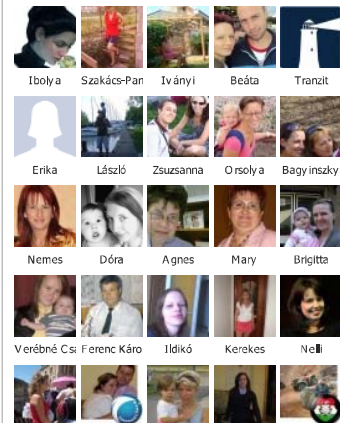 Ibolya Szakács-Pan Iványi Beáta Tranzit
Erika László Zsuzsanna Orsolya Bagyinszky
Nemes Dóra Agnes Mary Brigitta
Verébné Csa Ferenc Káro Ildikó Kerekes Nelli